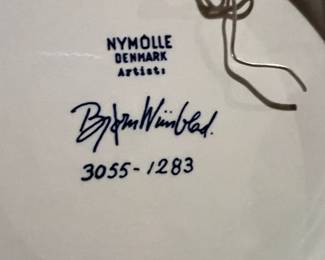 NYMÖLLE
DENMARK
Artist:
Bjørn Wiinblad.
3055-1283